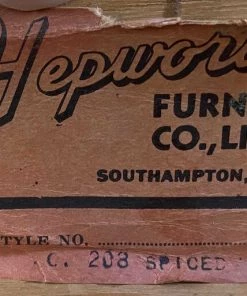 Hepwor
FURN
CO., LI
SOUTHAMPTON,
STYLE NO.
C. 208 SPICED